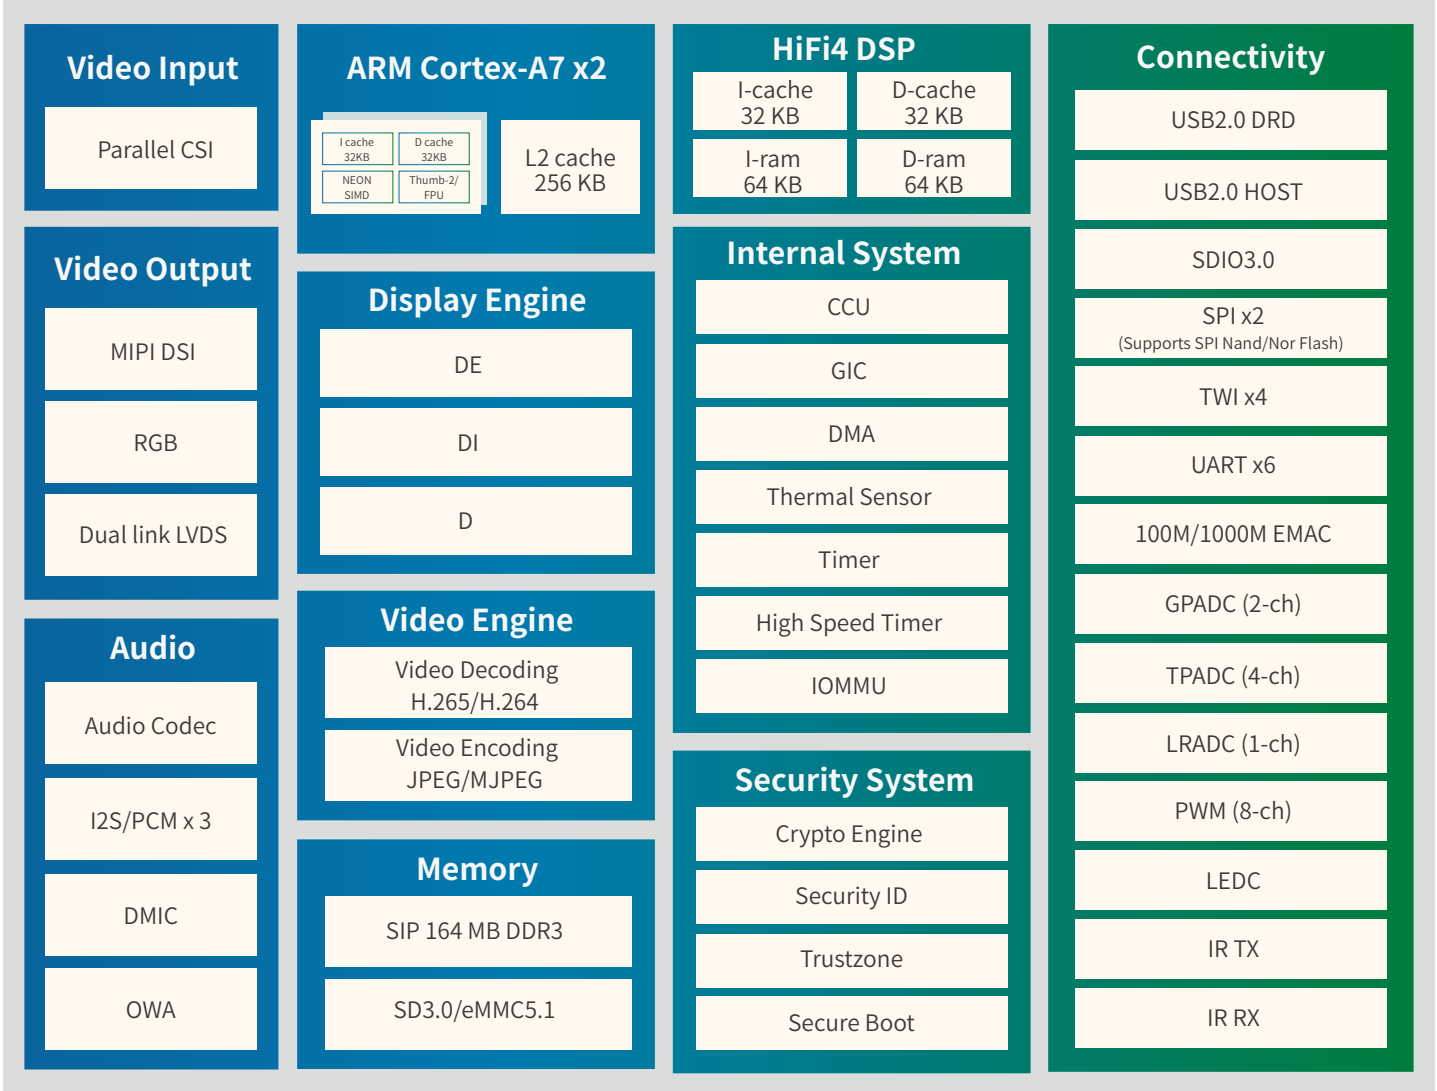 Video Input
Parallel CSI
Video Output
MIPI DSI
RGB
Dual link LVDS
Audio
Audio Codec
I2S/PCM x 3
DMIC
OWA
ARM Cortex-A7 x2
I cache
32KB
D cache
32KB
NEON
SIMD
Thumb-2/
FPU
L2 cache
256 KB
Display Engine
DE
DI
D
Video Engine
Video Decoding
H.265/H.264
Video Encoding
JPEG/MJPEG
Memory
SIP 164 MB DDR3
SD3.0/eMMC5.1
HiFi4 DSP
I-cache
32 KB
D-cache
32 KB
I-ram
64 KB
D-ram
64 KB
Internal System
CCU
GIC
DMA
Thermal Sensor
Timer
High Speed Timer
IOMMU
Security System
Crypto Engine
Security ID
Trustzone
Secure Boot
Connectivity
USB2.0 DRD
USB2.0 HOST
SDIO3.0
SPI x2
(Supports SPI Nand/Nor Flash)
TWI x4
UART x6
100M/1000M EMAC
GPADC (2-ch)
TPADC (4-ch)
LRADC (1-ch)
PWM (8-ch)
LEDC
IR TX
IR RX